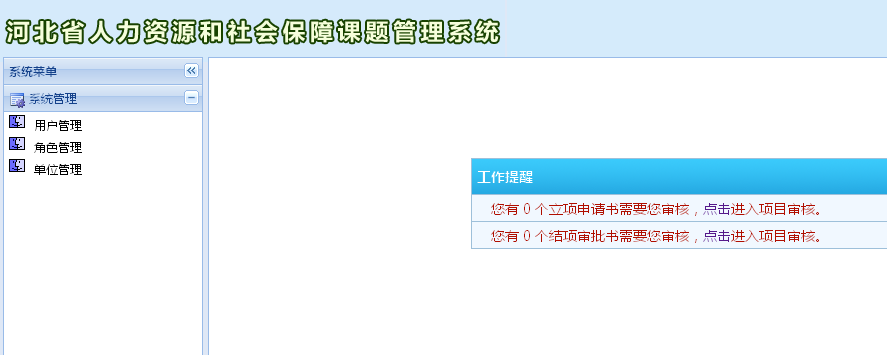 河北省人力资源和社会保障课题管理系统
系统菜单
系统管理
用户管理
角色管理
单位管理
工作提醒
您有 0 个立项申请书需要您审核，点击进入项目审核。
您有 0 个结项审批书需要您审核，点击进入项目审核。